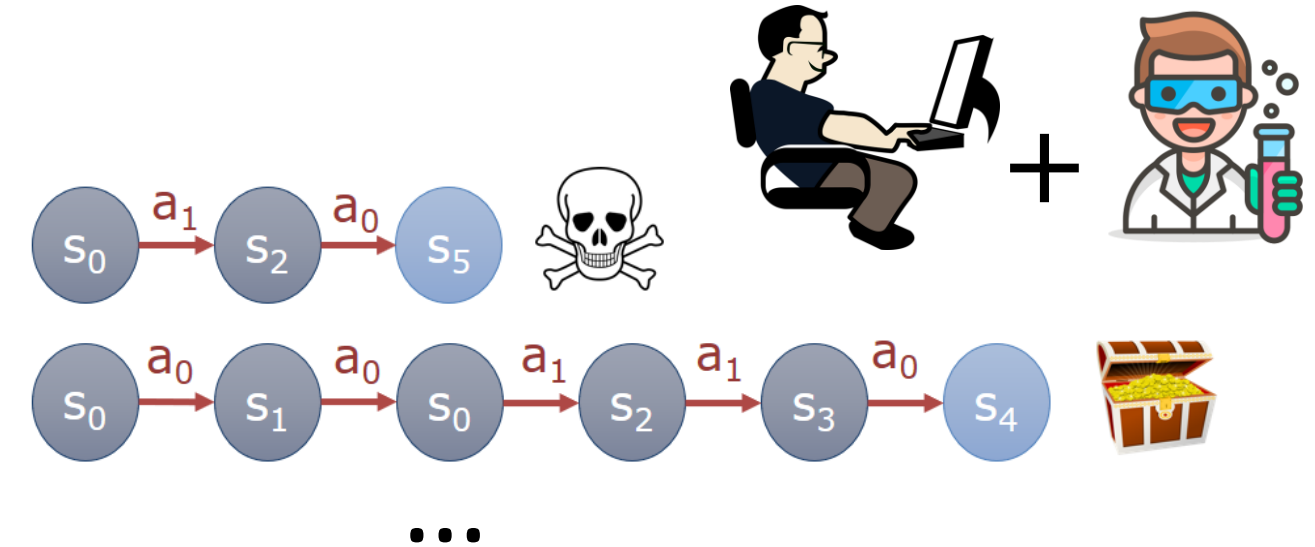 a₁ a₀
s₀ s₂ s₅
a₀ a₀ a₁ a₁ a₀
s₀ s₁ s₀ s₂ s₃ s₄
...